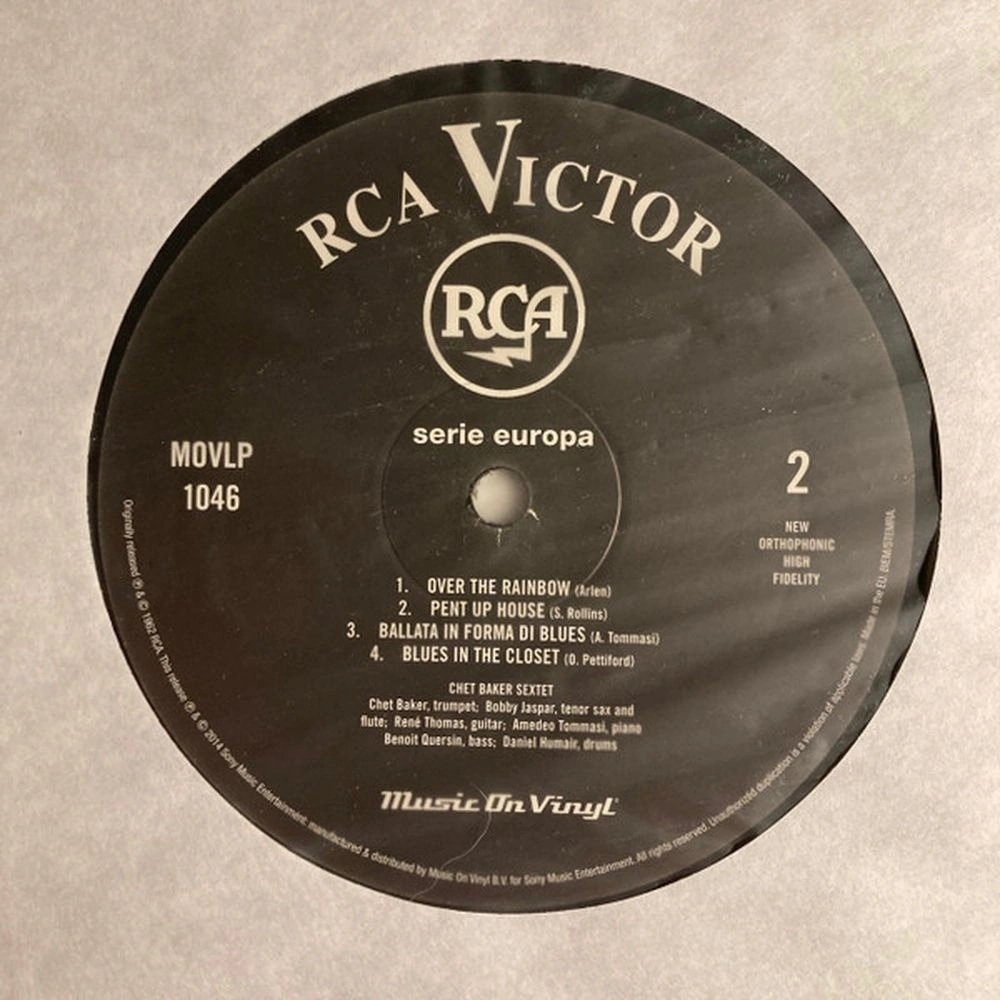 RCA VICTOR
RCA
serie europa
MOVLP
1046
2
NEW
ORTHOPHONIC
HIGH
FIDELITY
1. OVER THE RAINBOW (Arlen)
2. PENT UP HOUSE (S. Rollins)
3. BALLATA IN FORMA DI BLUES (A. Tommasi)
4. BLUES IN THE CLOSET (O. Pettiford)
CHET BAKER SEXTET
Chet Baker, trumpet; Bobby Jaspar, tenor sax and
flute; René Thomas, guitar; Amedeo Tommasi, piano
Benoit Quersin, bass; Daniel Humair, drums
Music On Vinyl
Originally released ℗ & © 1962 RCA. This release ℗ & © 2014 Sony Music Entertainment. manufactured & distributed by Music On Vinyl B.V. for Sony Music Entertainment. All rights reserved. Unauthorized duplication is a violation of applicable laws. Made in the EU. BIEM/STEMRA